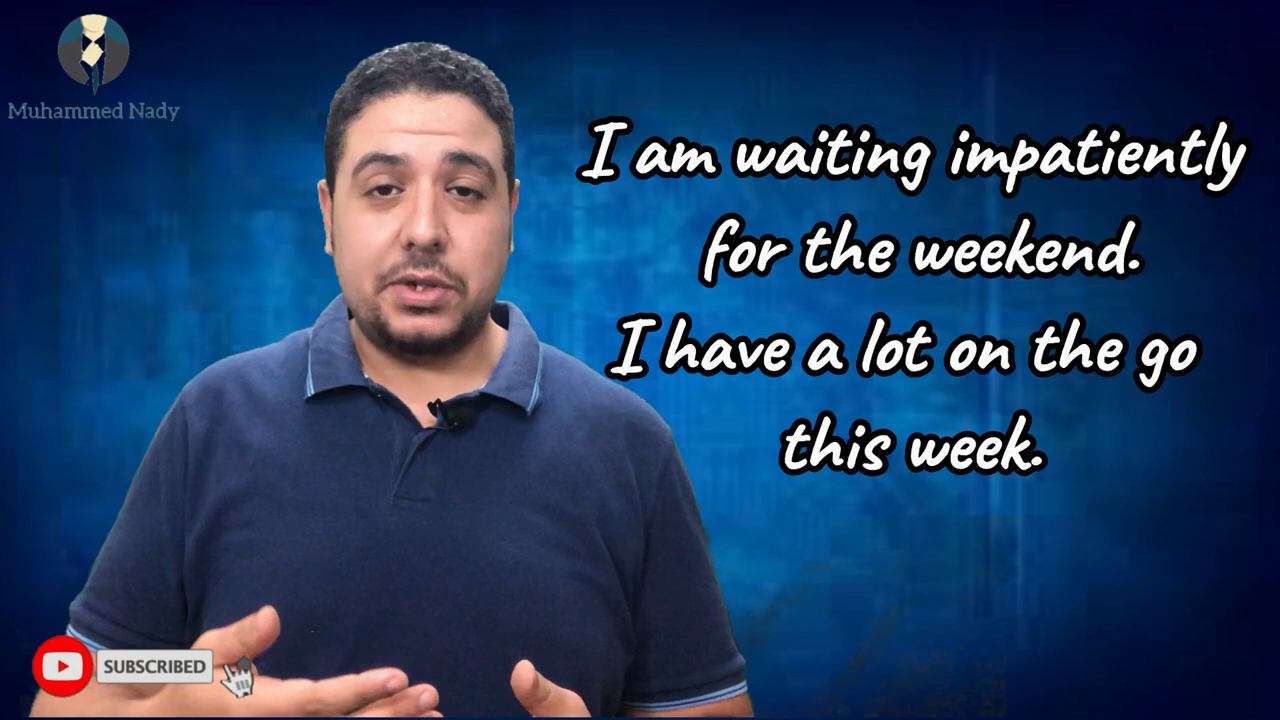 Muhammed Nady
I am waiting impatiently
for the weekend.
I have a lot on the go
this week.
SUBSCRIBED